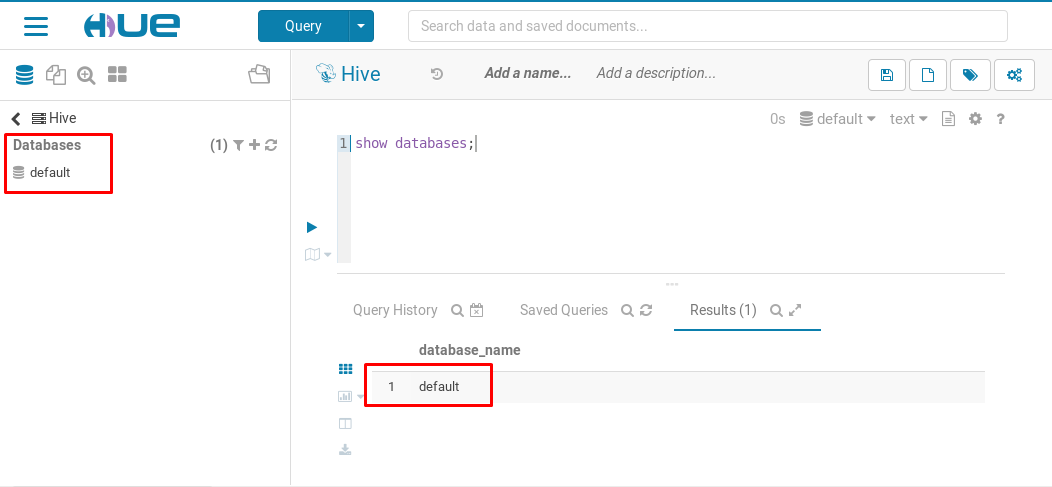 HUE
Query
Search data and saved documents...
Hive
Add a name...
Add a description...
Hive
0s
default
text
?
Databases
(1)
default
1
show databases;
Query History
Saved Queries
Results (1)
database_name
1
default